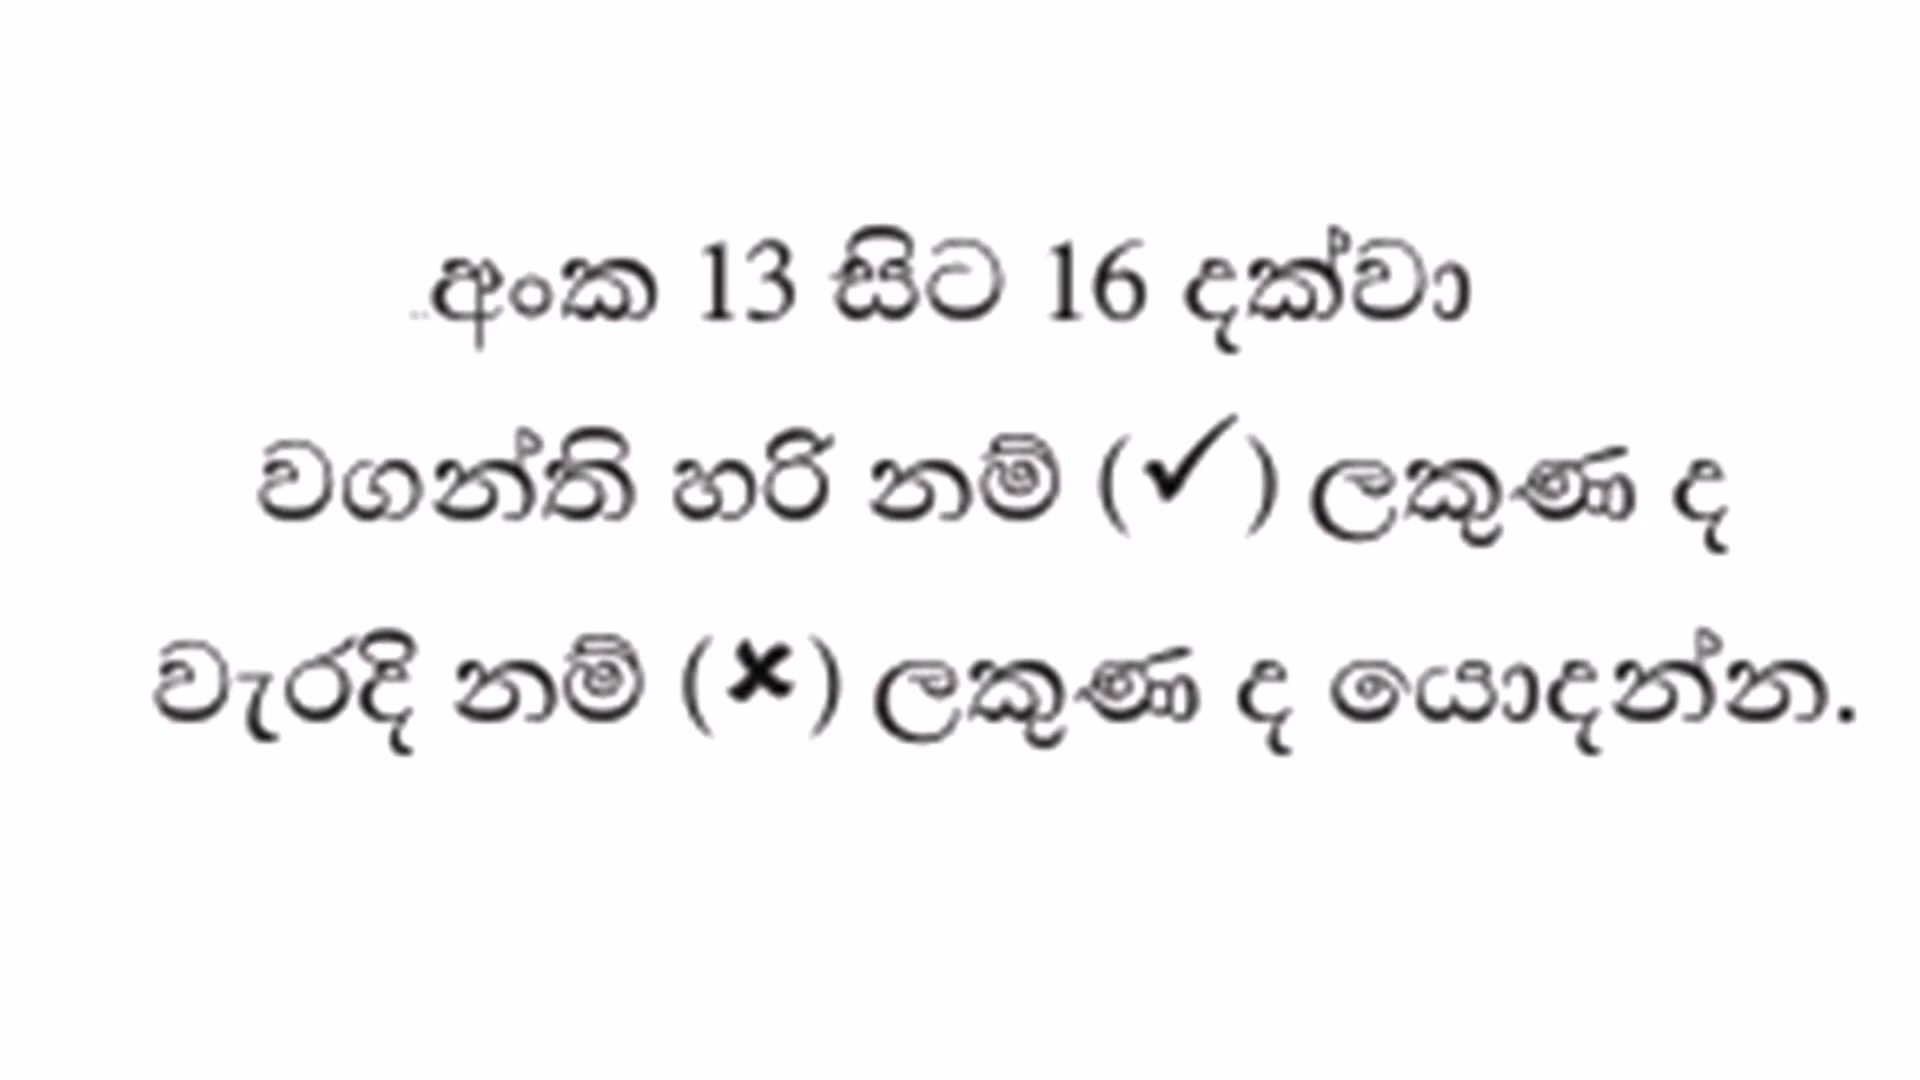 අංක 13 සිට 16 දක්වා
වගන්ති හරි නම් (✓) ලකුණ ද
වැරදි නම් (✘) ලකුණ ද යොදන්න.